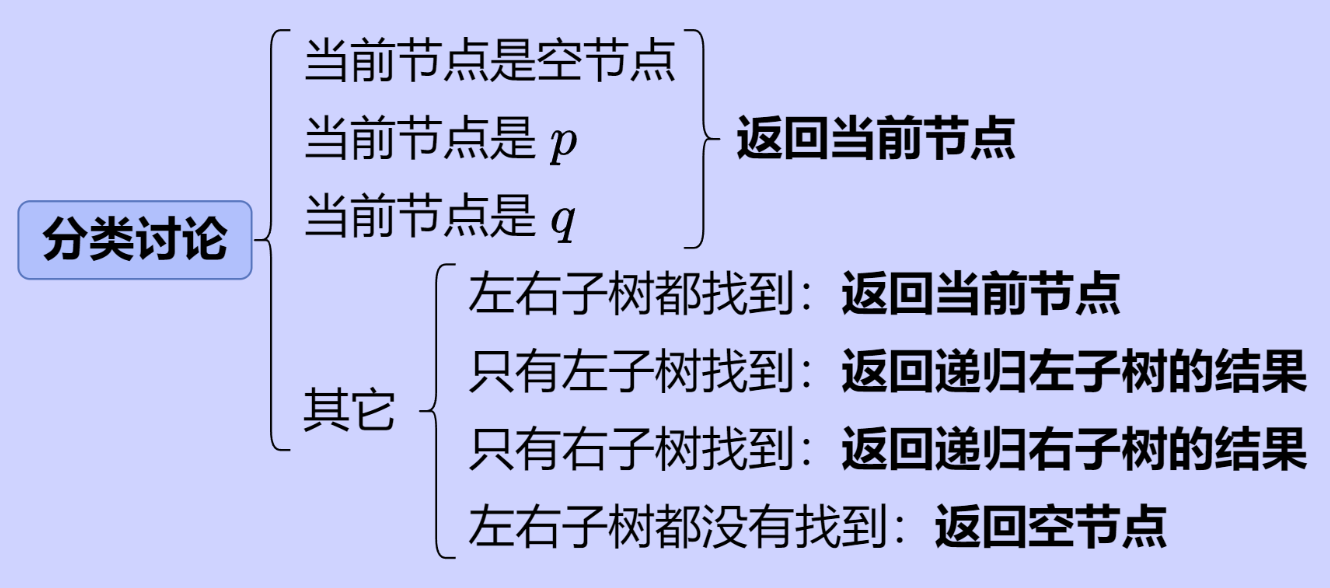 分类讨论
当前节点是空节点
当前节点是 p
当前节点是 q
返回当前节点
其它
左右子树都找到：返回当前节点
只有左子树找到：返回递归左子树的结果
只有右子树找到：返回递归右子树的结果
左右子树都没有找到：返回空节点